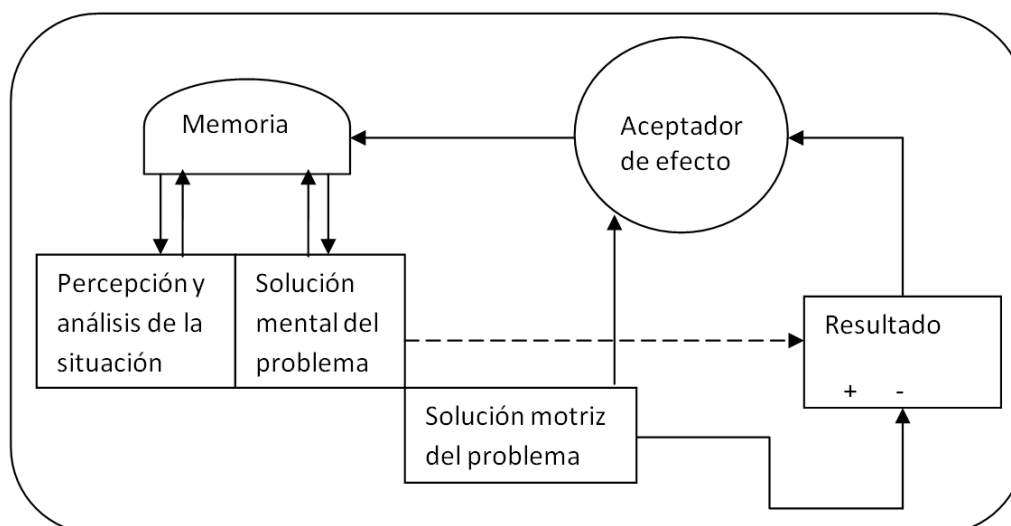 Memoria
Aceptador
de efecto
Percepción y
análisis de la
situación
Solución
mental del
problema
Resultado
+ -
Solución motriz
del problema